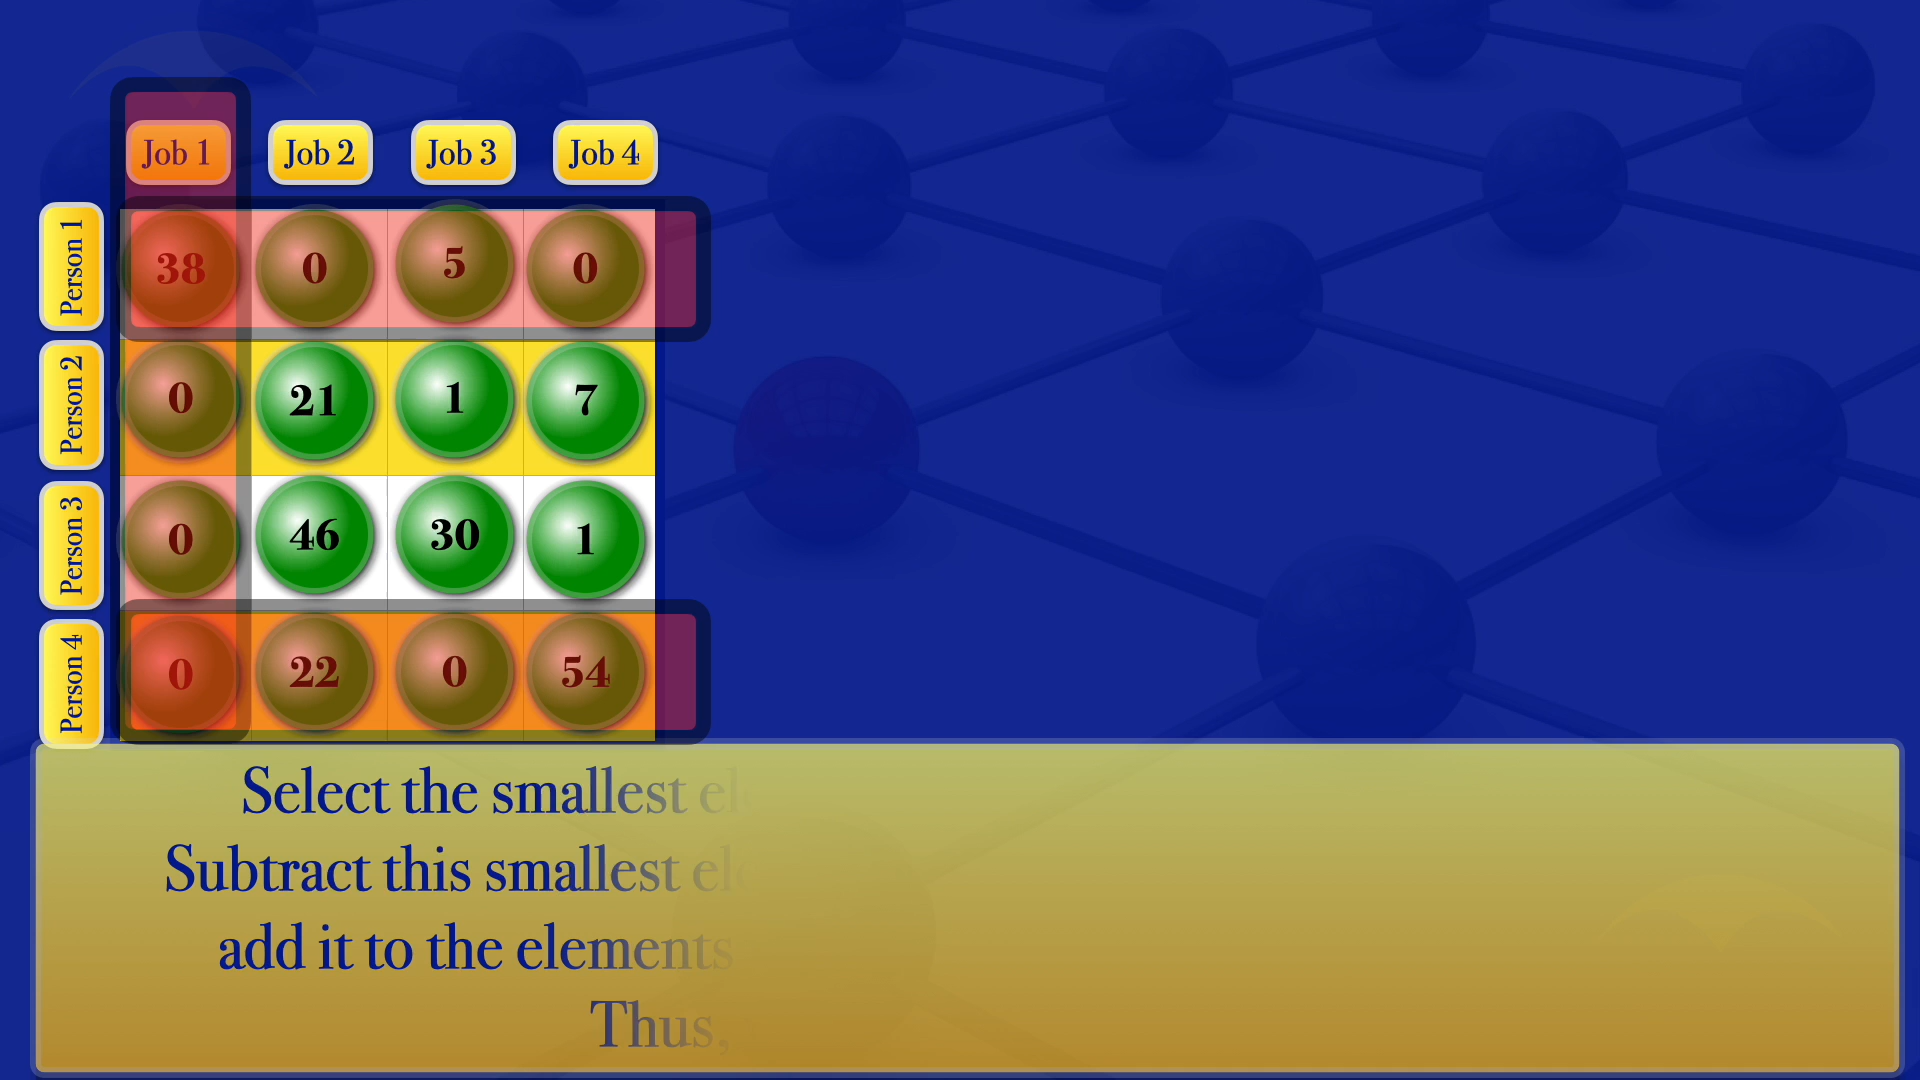 Job 1 Job 2 Job 3 Job 4
Person 1 38 0 5 0
Person 2 0 21 1 7
Person 3 0 46 30 1
Person 4 0 22 0 54
Select the smallest
Subtract this smallest
add it to the elements
Thus,